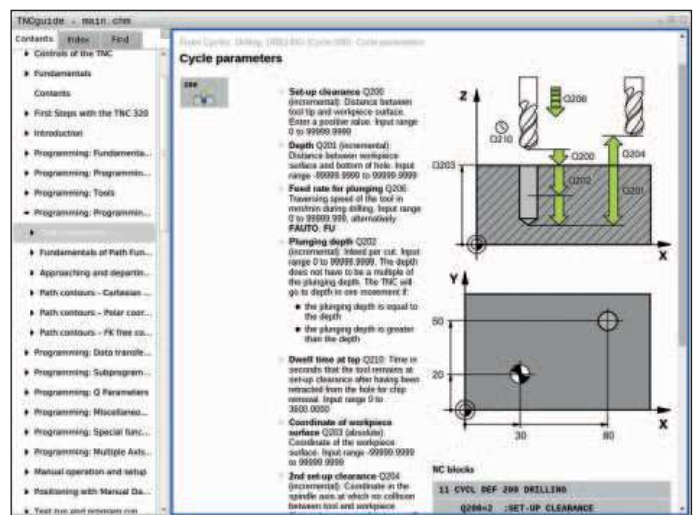 TNCguide - main.chm
Contents Index Find
Controls of the TNC
Fundamentals
Contents
First Steps with the TNC 320
Introduction
Programming: Fundamenta...
Programming: Programmin...
Programming: Tools
Programming: Programmin...
Fundamentals of Path Fun...
Approaching and departin...
Path contours - Cartesian ...
Path contours - Polar coor...
Path contours - FK free co...
Programming: Data transfe...
Programming: Subprogram...
Programming: Q Parameters
Programming: Miscellaneo...
Programming: Special func...
Programming: Multiple Axis...
Manual operation and setup
Positioning with Manual Da...
Test run and program run
Fixed Cycles: Drilling, DRILLING (Cycle 200), Cycle parameters
Cycle parameters
200
Set-up clearance Q200
(incremental): Distance between
tool tip and workpiece surface.
Enter a positive value. Input range
0 to 99999.9999
Depth Q201 (incremental):
Distance between workpiece
surface and bottom of hole. Input
range -99999.9999 to 99999.9999
Feed rate for plunging Q206:
Traversing speed of the tool in
mm/min during drilling. Input range
0 to 99999.999, alternatively
FAUTO, FU
Plunging depth Q202
(incremental): Infeed per cut. Input
range 0 to 99999.9999. The depth
does not have to be a multiple of
the plunging depth. The TNC will
go to depth in one movement if:
the plunging depth is equal to
the depth
the plunging depth is greater
than the depth
Dwell time at top Q210: Time in
seconds that the tool remains at
set-up clearance after having been
retracted from the hole for chip
removal. Input range 0 to
3600.0000
Coordinate of workpiece
surface Q203 (absolute):
Coordinate of the workpiece
surface. Input range -99999.9999
to 99999.9999
2nd set-up clearance Q204
(incremental): Coordinate in the
spindle axis at which no collision
between tool and workpiece
Z
Q206
Q210
Q200
Q204
Q203
Q202
Q201
X
Y
50
20
30
80
X
NC blocks
11 CYCL DEF 200 DRILLING
Q200=2 ;SET-UP CLEARANCE